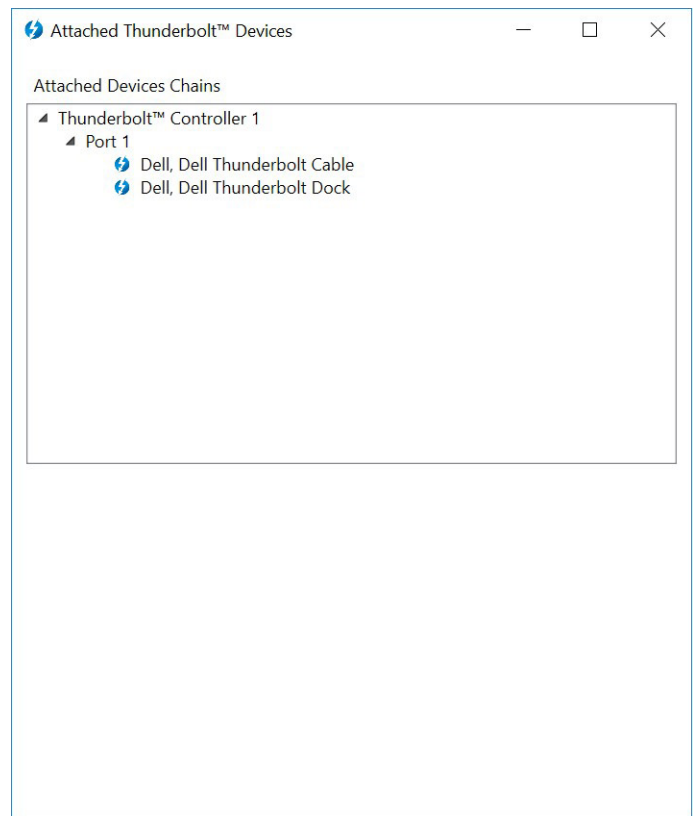 Attached Thunderbolt™ Devices
Attached Devices Chains
Thunderbolt™ Controller 1
Port 1
Dell, Dell Thunderbolt Cable
Dell, Dell Thunderbolt Dock